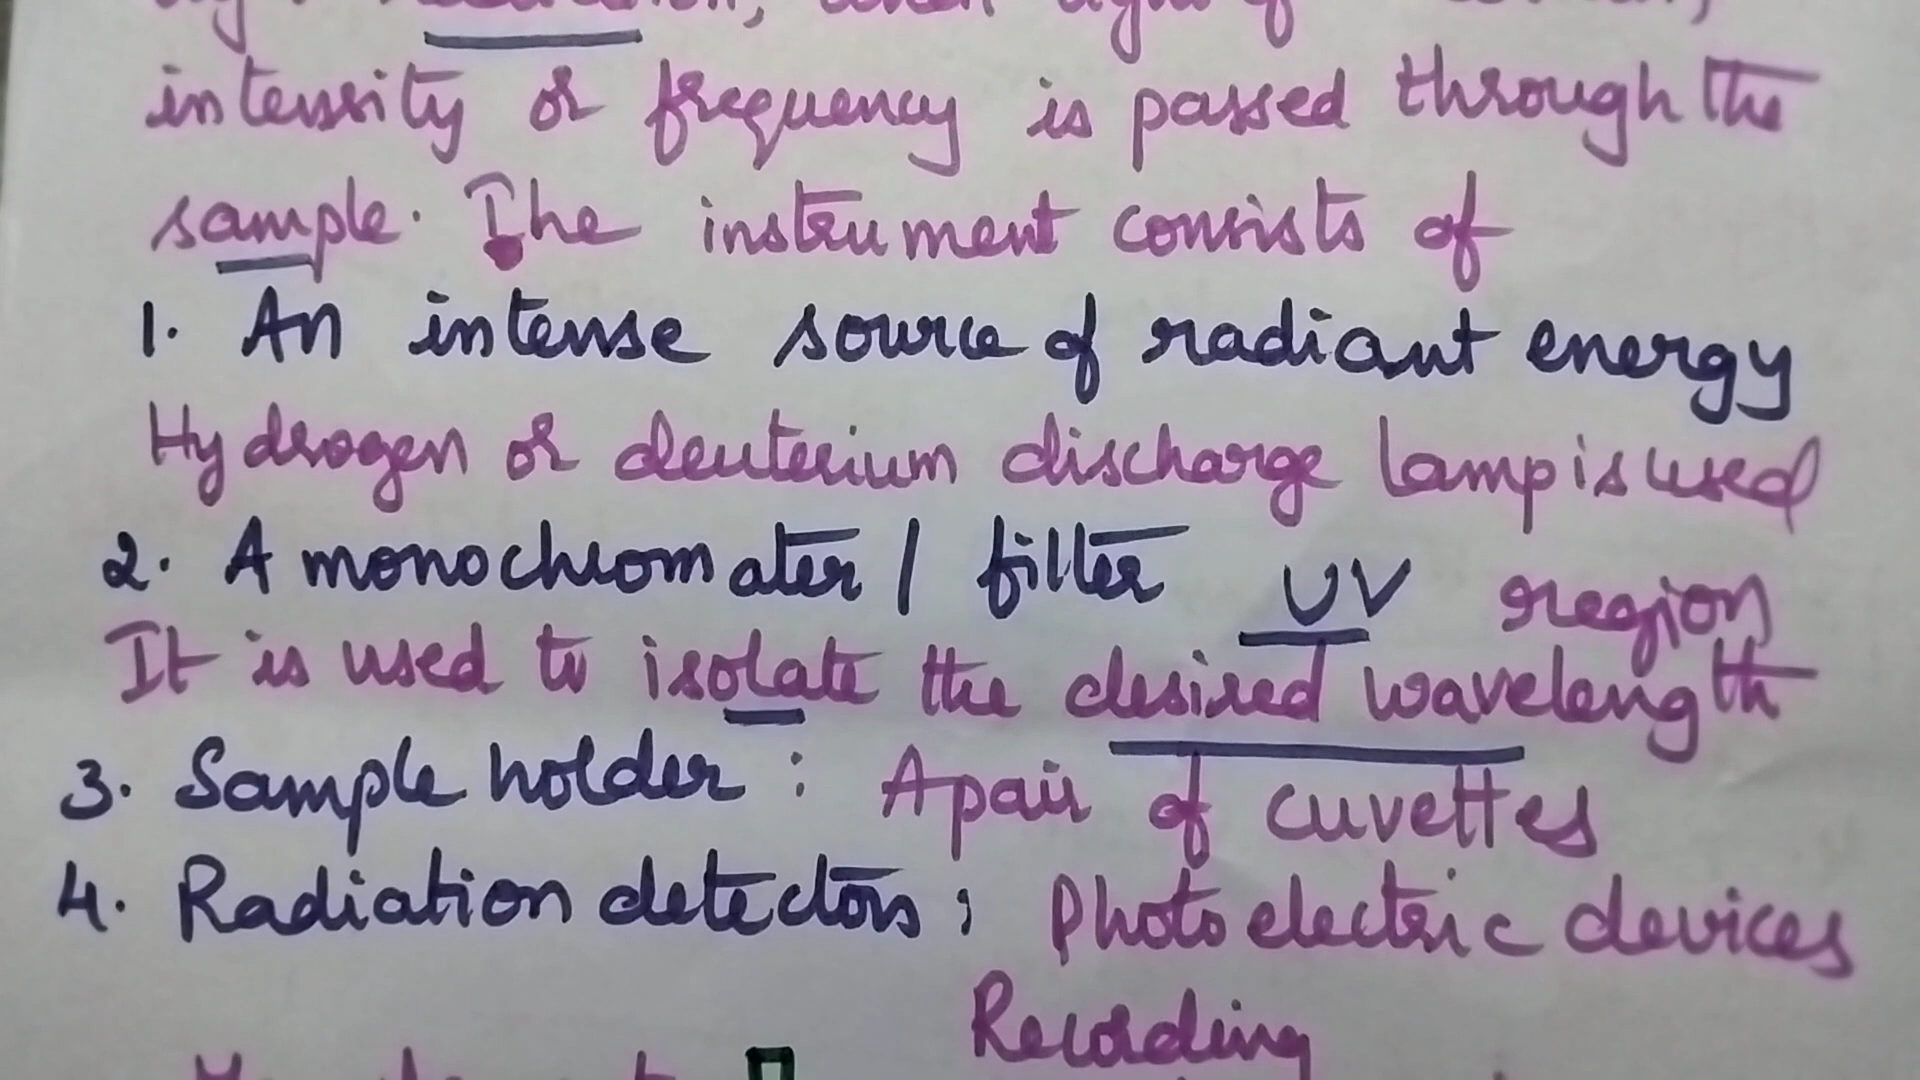 intensity or frequency is passed through the
sample. The instrument consists of
1. An intense source of radiant energy
Hydrogen or deuterium discharge lamp is used
2. A monochromater / filter UV region
It is used to isolate the desired wavelength
3. Sample holder : A pair of cuvettes
4. Radiation detectors : Photo electric devices
Recording